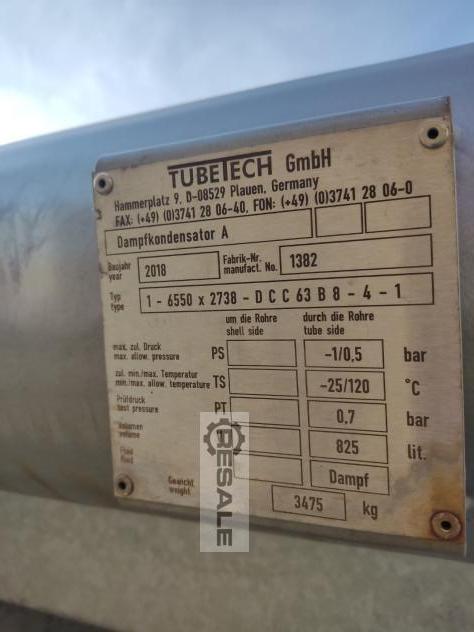 TUBETECH GmbH
Hammerplatz 9, D-08529 Plauen, Germany
FAX: (+49) (0)3741 28 06-40, FON: (+49) (0)3741 28 06-0
Dampfkondensator A
Baujahr year 2018 Fabrik-Nr. manufact. No. 1382
Typ type 1 - 6550 x 2738 - D C C 63 B 8 - 4 - 1
um die Rohre durch die Rohre
shell side tube side
max. zul. Druck
max. allow. pressure PS -1/0,5 bar
zul. min./max. Temperatur
min./max. allow. temperature TS -25/120 °C
Prüfdruck
test pressure PT 0,7 bar
Volumen
volume 825 lit.
Fluid
fluid Dampf
Gewicht
weight 3475 kg
RESALE